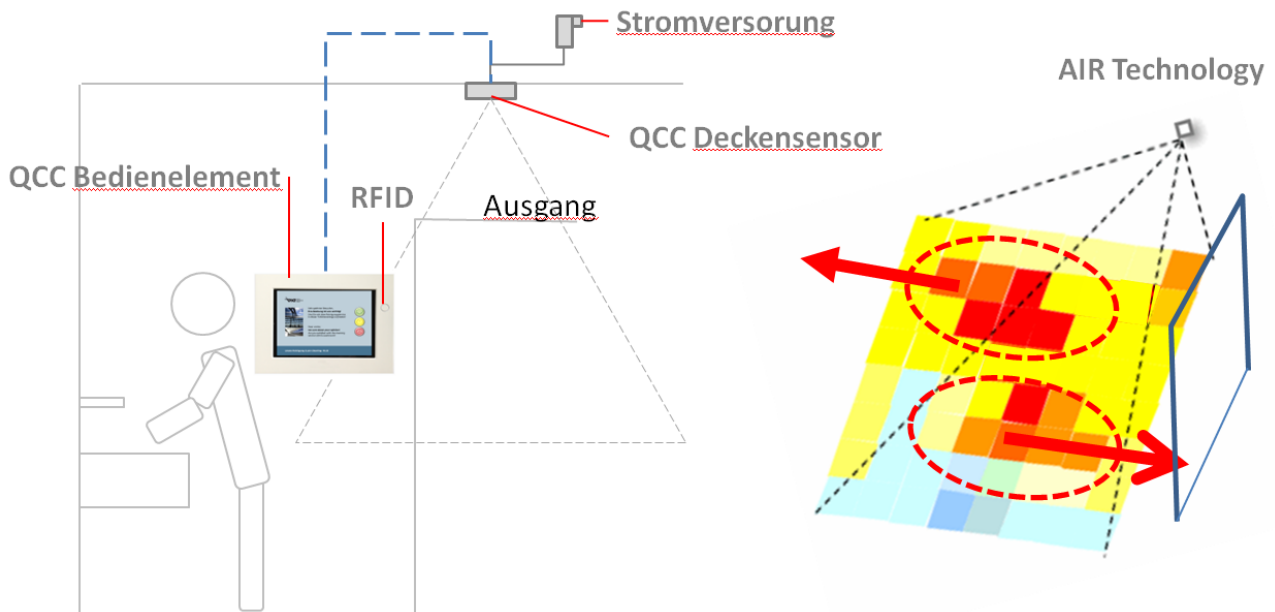 Stromversorung
AIR Technology
QCC Deckensensor
QCC Bedienelement
RFID
Ausgang